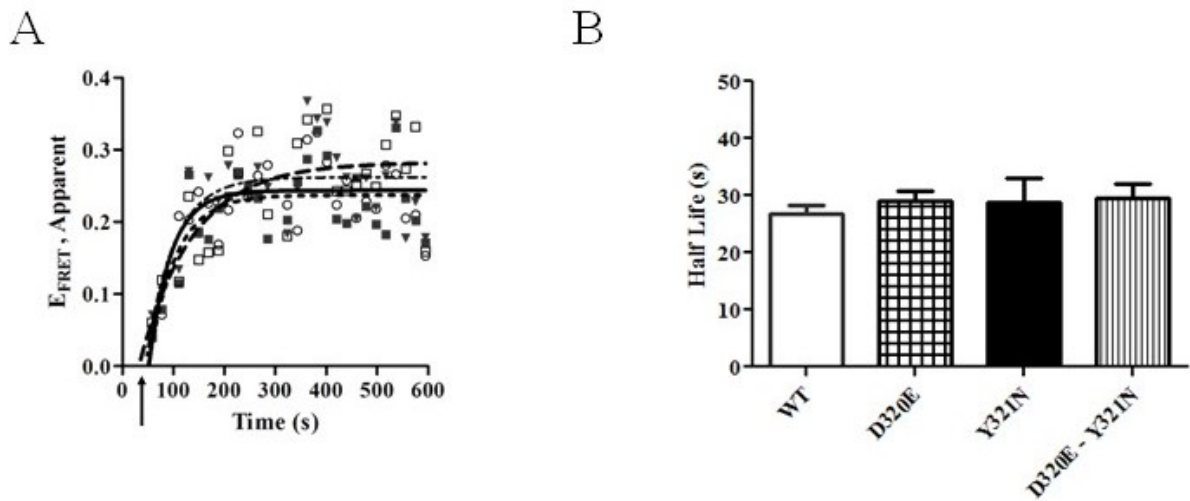 A
B
E_FRET , Apparent
0.4
0.3
0.2
0.1
0.0
0 100 200 300 400 500 600
Time (s)
Half Life (s)
50
40
30
20
10
0
WT
D320E
Y321N
D320E - Y321N